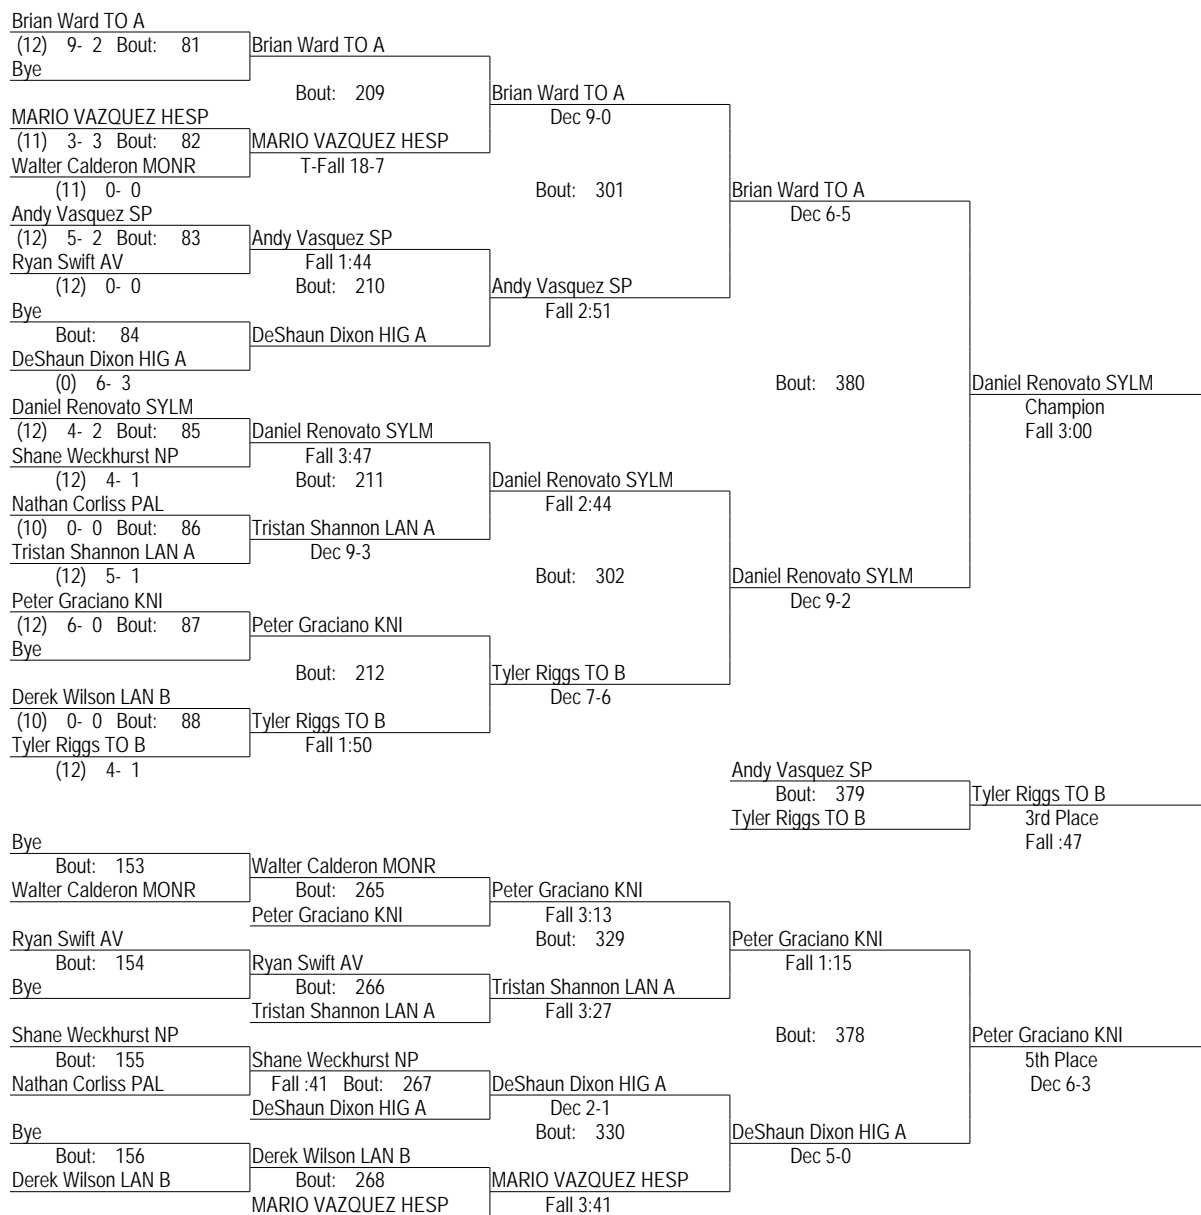 Brian Ward TO A
(12) 9- 2 Bout: 81 Brian Ward TO A
Bye
Bout: 209 Brian Ward TO A
MARIO VAZQUEZ HESP Dec 9-0
(11) 3- 3 Bout: 82 MARIO VAZQUEZ HESP
Walter Calderon MONR T-Fall 18-7
(11) 0- 0 Bout: 301 Brian Ward TO A
Andy Vasquez SP Dec 6-5
(12) 5- 2 Bout: 83 Andy Vasquez SP
Ryan Swift AV Fall 1:44
(12) 0- 0 Bout: 210 Andy Vasquez SP
Bye Fall 2:51
Bout: 84 DeShaun Dixon HIG A
DeShaun Dixon HIG A
(0) 6- 3 Bout: 380 Daniel Renovato SYLM
Daniel Renovato SYLM Champion
(12) 4- 2 Bout: 85 Daniel Renovato SYLM Fall 3:00
Shane Weckhurst NP Fall 3:47
(12) 4- 1 Bout: 211 Daniel Renovato SYLM
Nathan Corliss PAL Fall 2:44
(10) 0- 0 Bout: 86 Tristan Shannon LAN A
Tristan Shannon LAN A Dec 9-3
(12) 5- 1 Bout: 302 Daniel Renovato SYLM
Peter Graciano KNI Dec 9-2
(12) 6- 0 Bout: 87 Peter Graciano KNI
Bye
Bout: 212 Tyler Riggs TO B
Derek Wilson LAN B Dec 7-6
(10) 0- 0 Bout: 88 Tyler Riggs TO B
Tyler Riggs TO B Fall 1:50
(12) 4- 1 Andy Vasquez SP
Bout: 379 Tyler Riggs TO B
Tyler Riggs TO B 3rd Place
Bye Fall :47
Bout: 153 Walter Calderon MONR
Walter Calderon MONR Bout: 265 Peter Graciano KNI
Peter Graciano KNI Fall 3:13
Ryan Swift AV Bout: 329 Peter Graciano KNI
Bout: 154 Ryan Swift AV Fall 1:15
Bye Bout: 266 Tristan Shannon LAN A
Tristan Shannon LAN A Fall 3:27
Shane Weckhurst NP Bout: 378 Peter Graciano KNI
Bout: 155 Shane Weckhurst NP 5th Place
Nathan Corliss PAL Fall :41 Bout: 267 DeShaun Dixon HIG A Dec 6-3
DeShaun Dixon HIG A Dec 2-1
Bye Bout: 330 DeShaun Dixon HIG A
Bout: 156 Derek Wilson LAN B Dec 5-0
Derek Wilson LAN B Bout: 268 MARIO VAZQUEZ HESP
MARIO VAZQUEZ HESP Fall 3:41